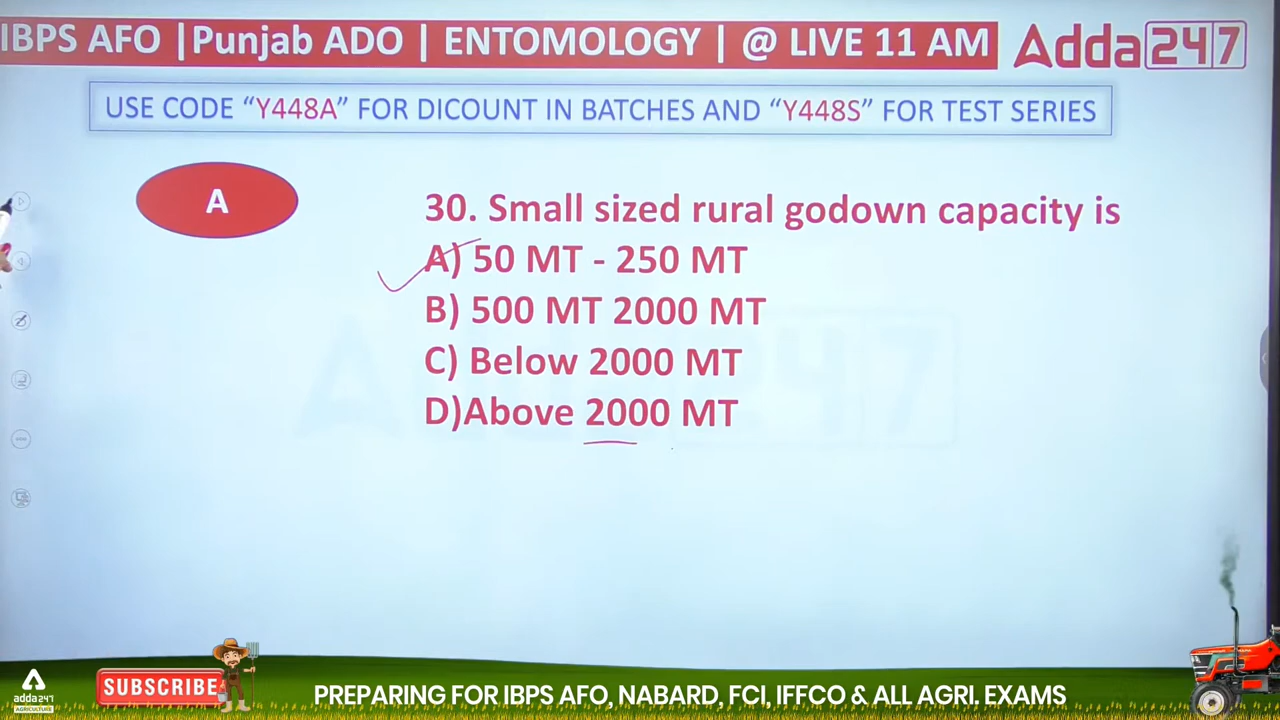 IBPS AFO |Punjab ADO | ENTOMOLOGY | @ LIVE 11 AM
Adda247
USE CODE “Y448A” FOR DICOUNT IN BATCHES AND “Y448S” FOR TEST SERIES
A
30. Small sized rural godown capacity is
A) 50 MT - 250 MT
B) 500 MT 2000 MT
C) Below 2000 MT
D)Above 2000 MT
adda247
AGRICULTURE
SUBSCRIBE
PREPARING FOR IBPS AFO, NABARD, FCI, IFFCO & ALL AGRI. EXAMS